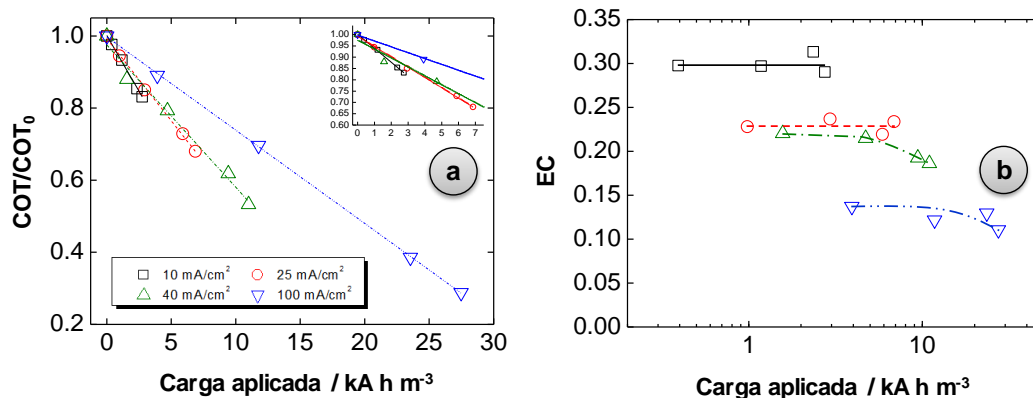 COT/COT0
1.0
0.8
0.6
0.4
0.2
0
5
10
15
20
25
30
Carga aplicada / kA h m-3
1.00
0.95
0.90
0.85
0.80
0.75
0.70
0.65
0.60
0 1 2 3 4 5 6 7
a
10 mA/cm2
25 mA/cm2
40 mA/cm2
100 mA/cm2
EC
0.30
0.25
0.20
0.15
0.10
0.05
0.00
1
10
Carga aplicada / kA h m-3
b